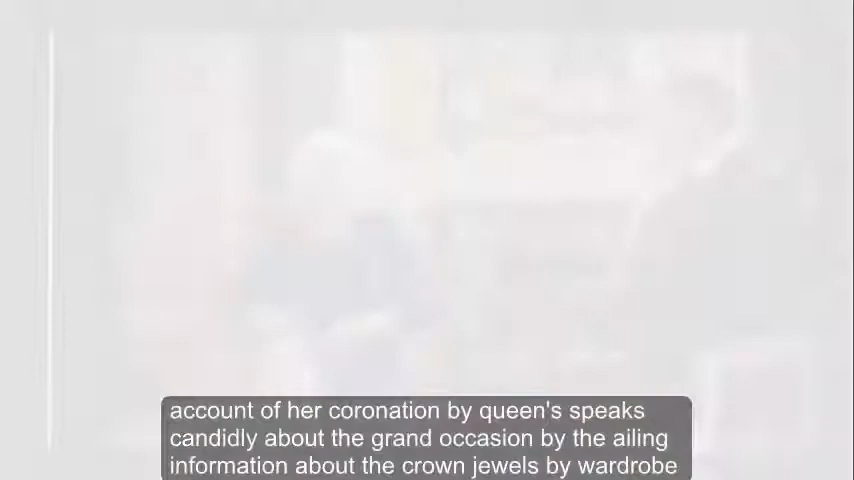 account of her coronation by queen's speaks
candidly about the grand occasion by the ailing
information about the crown jewels by wardrobe